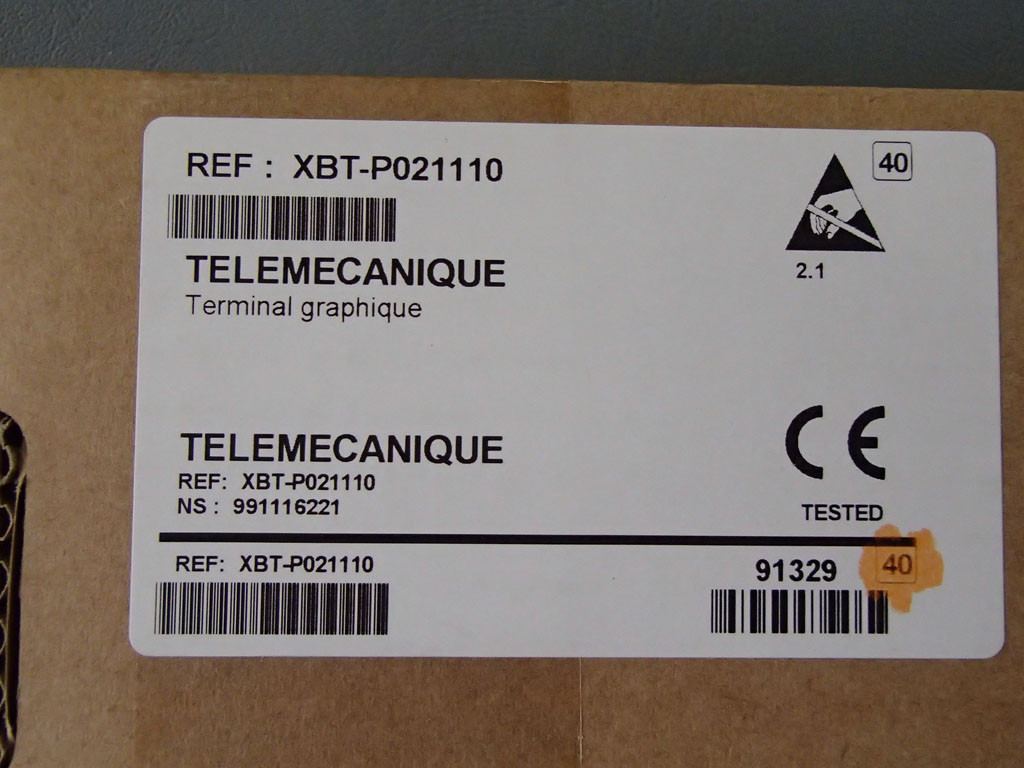 REF : XBT-P021110
40
TELEMECANIQUE
Terminal graphique
2.1
TELEMECANIQUE
REF: XBT-P021110
NS : 991116221
CE
TESTED
REF: XBT-P021110
91329
40